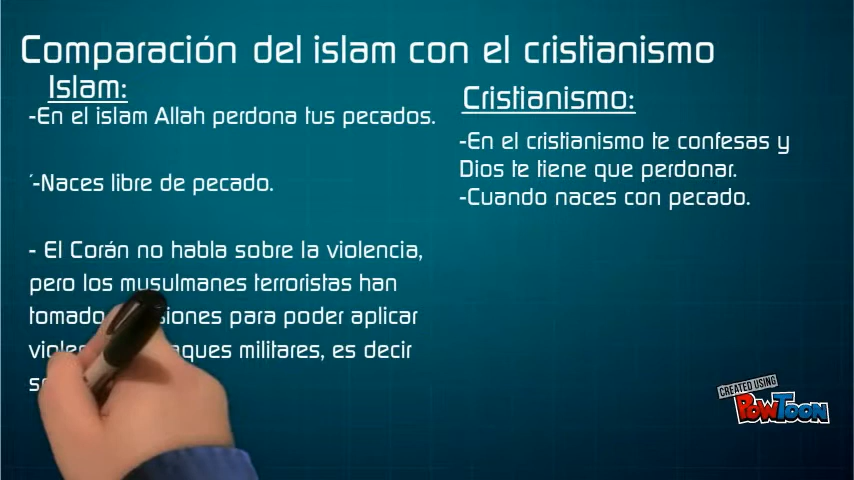 Comparación del islam con el cristianismo
Islam:
-En el islam Allah perdona tus pecados.
´-Naces libre de pecado.
- El Corán no habla sobre la violencia,
pero los musulmanes terroristas han
tomado siones para poder aplicar
militares, es decir
Cristianismo:
-En el cristianismo te confesas y
Dios te tiene que perdonar.
-Cuando naces con pecado.
CREATED USING
POWTOON